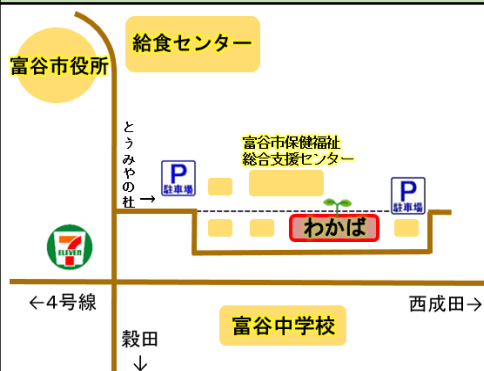 給食センター
富谷市役所
とうみやの杜
→
富谷市保健福祉
総合支援センター
P
駐車場
P
駐車場
わかば
7
ELEVEN
←4号線
西成田→
富谷中学校
穀田
↓